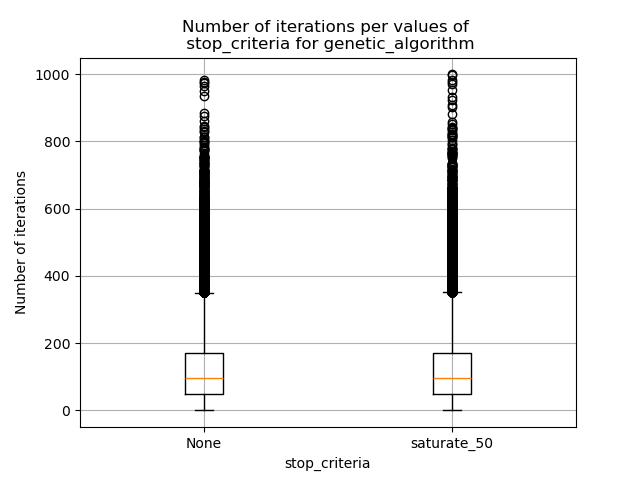 Number of iterations per values of
stop_criteria for genetic_algorithm
1000
800
600
400
200
0
Number of iterations
None
saturate_50
stop_criteria